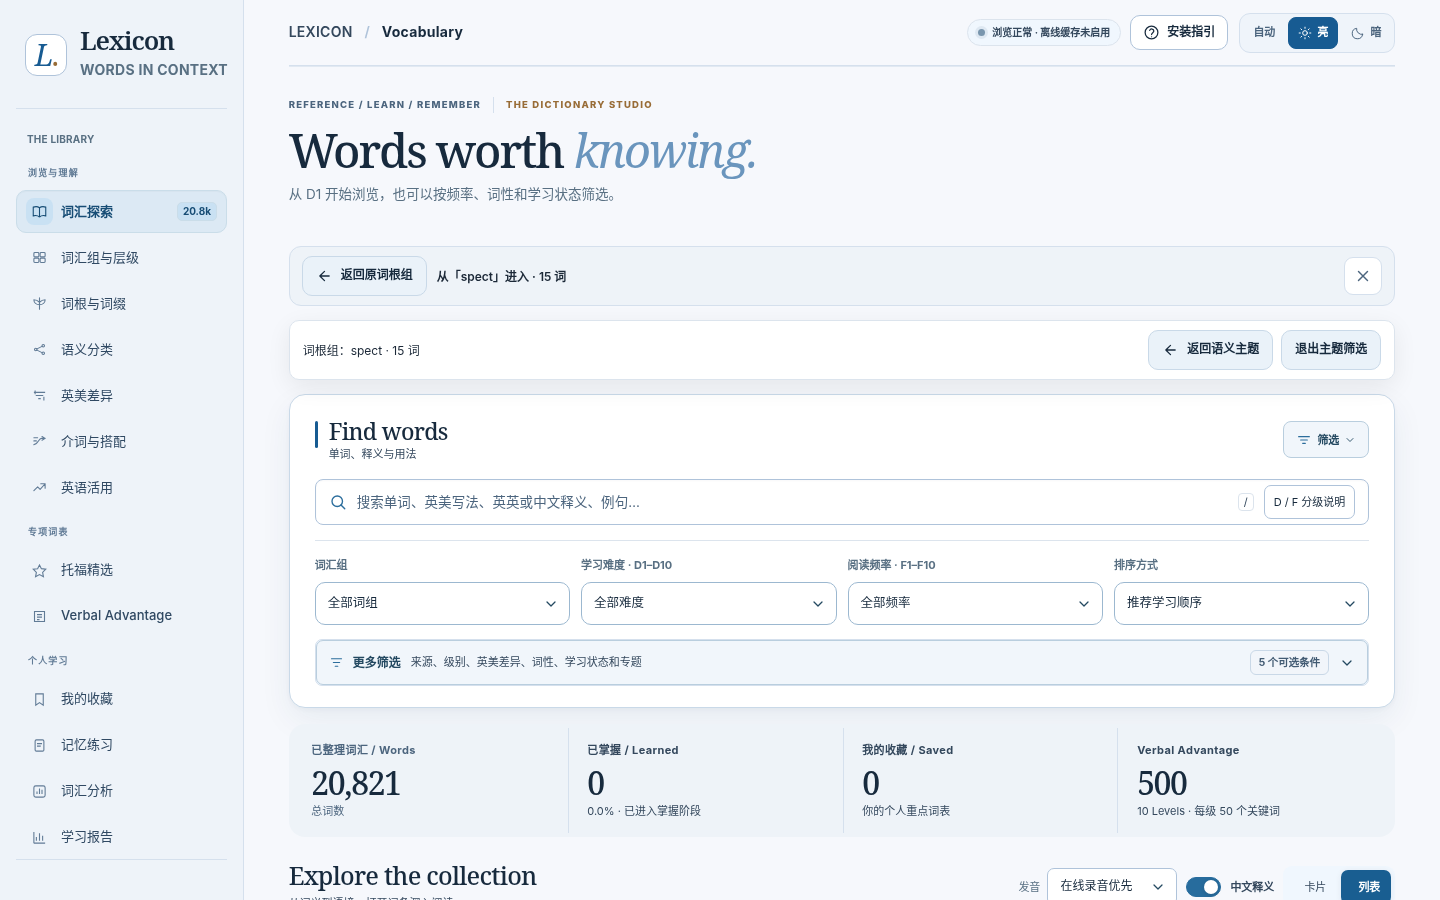 L.
Lexicon
WORDS IN CONTEXT
THE LIBRARY
浏览与理解
词汇探索
20.8k
词汇组与层级
词根与词缀
语义分类
英美差异
介词与搭配
英语活用
专项词表
托福精选
Verbal Advantage
个人学习
我的收藏
记忆练习
词汇分析
学习报告
LEXICON / Vocabulary
浏览正常 · 离线缓存未启用
安装指引
自动
亮
暗
REFERENCE / LEARN / REMEMBER
THE DICTIONARY STUDIO
Words worth knowing.
从 D1 开始浏览，也可以按频率、词性和学习状态筛选。
返回原词根组
从「spect」进入 · 15 词
词根组：spect · 15 词
返回语义主题
退出主题筛选
Find words
单词、释义与用法
筛选
搜索单词、英美写法、英英或中文释义、例句...
/
D / F 分级说明
词汇组
学习难度 · D1–D10
阅读频率 · F1–F10
排序方式
全部词组
全部难度
全部频率
推荐学习顺序
更多筛选
来源、级别、英美差异、词性、学习状态和专题
5 个可选条件
已整理词汇 / Words
20,821
总词数
已掌握 / Learned
0
0.0% · 已进入掌握阶段
我的收藏 / Saved
0
你的个人重点词表
Verbal Advantage
500
10 Levels · 每级 50 个关键词
Explore the collection
发音
在线录音优先
中文释义
卡片
列表